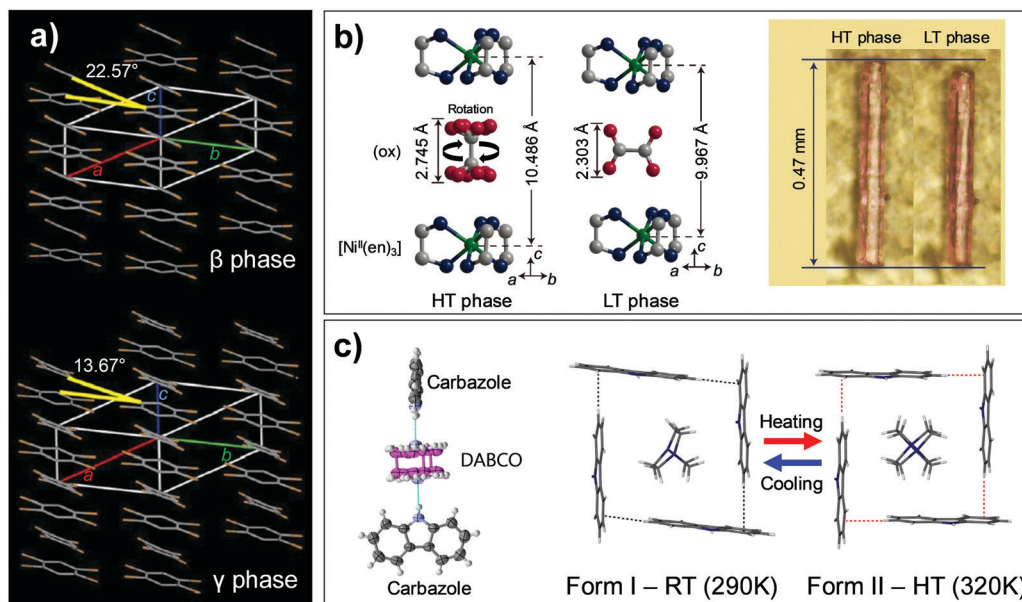 a)
22.57°
c
a
b
β phase
13.67°
c
a
b
γ phase
b)
Rotation
(ox)
2.745 Å
10.486 Å
[Niᴵᴵ(en)₃]
c
a
b
HT phase
2.303 Å
9.967 Å
c
a
b
LT phase
HT phase
LT phase
0.47 mm
c)
Carbazole
DABCO
Carbazole
Heating
Cooling
Form I – RT (290K)
Form II – HT (320K)